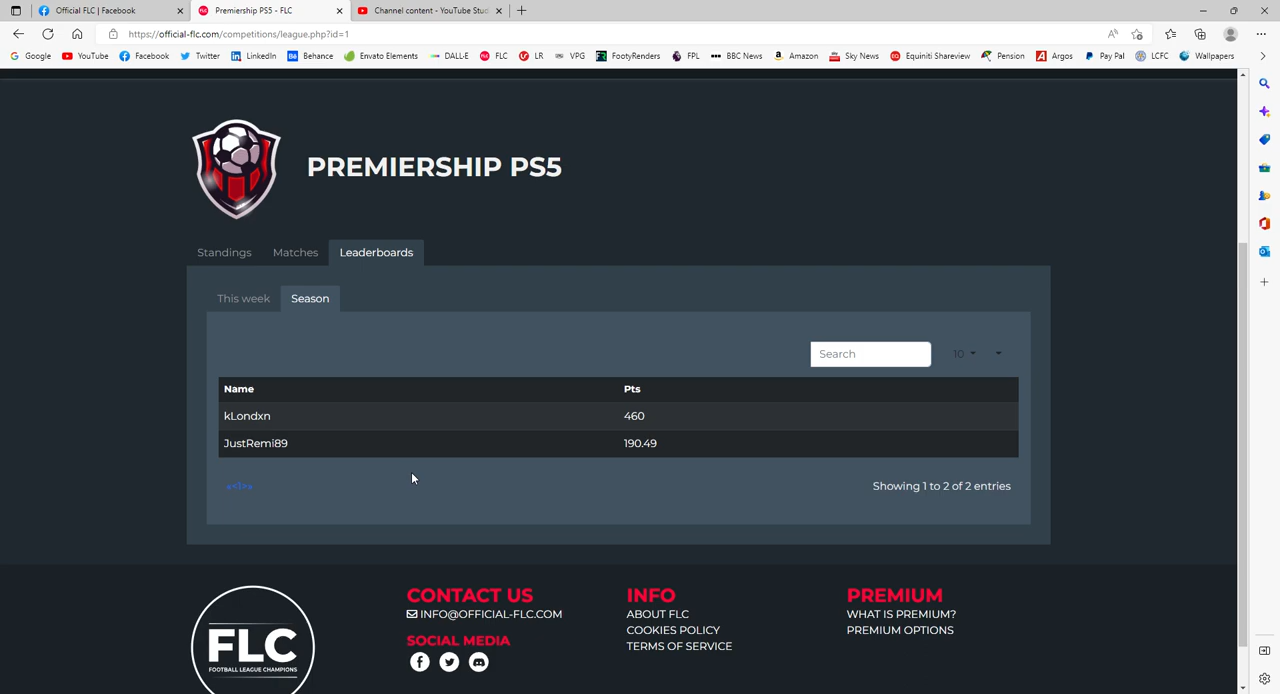 Official FLC | Facebook
Premiership PS5 - FLC
Channel content - YouTube Stud
https://official-flc.com/competitions/league.php?id=1
Google YouTube Facebook Twitter LinkedIn Behance Envato Elements DALL-E FLC LR VPG FootyRenders FPL BBC News Amazon Sky News Equiniti Shareview Pension Argos Pay Pal LCFC Wallpapers
PREMIERSHIP PS5
Standings Matches Leaderboards
This week Season
Search 10
Name Pts
kLondxn 460
JustRemi89 190.49
«<1>» Showing 1 to 2 of 2 entries
FLC
FOOTBALL LEAGUE CHAMPIONS
CONTACT US
INFO@OFFICIAL-FLC.COM
SOCIAL MEDIA
INFO
ABOUT FLC
COOKIES POLICY
TERMS OF SERVICE
PREMIUM
WHAT IS PREMIUM?
PREMIUM OPTIONS